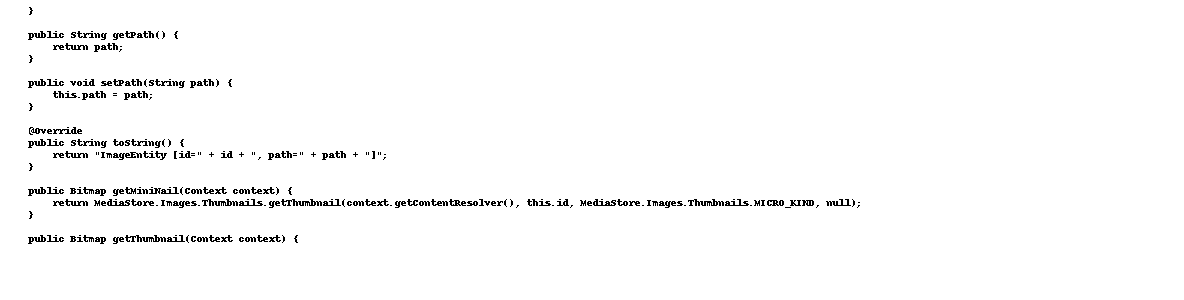 }
public String getPath() {
return path;
}
public void setPath(String path) {
this.path = path;
}
@Override
public String toString() {
return "ImageEntity [id=" + id + ", path=" + path + "]";
}
public Bitmap getMiniNail(Context context) {
return MediaStore.Images.Thumbnails.getThumbnail(context.getContentResolver(), this.id, MediaStore.Images.Thumbnails.MICRO_KIND, null);
}
public Bitmap getThumbnail(Context context) {